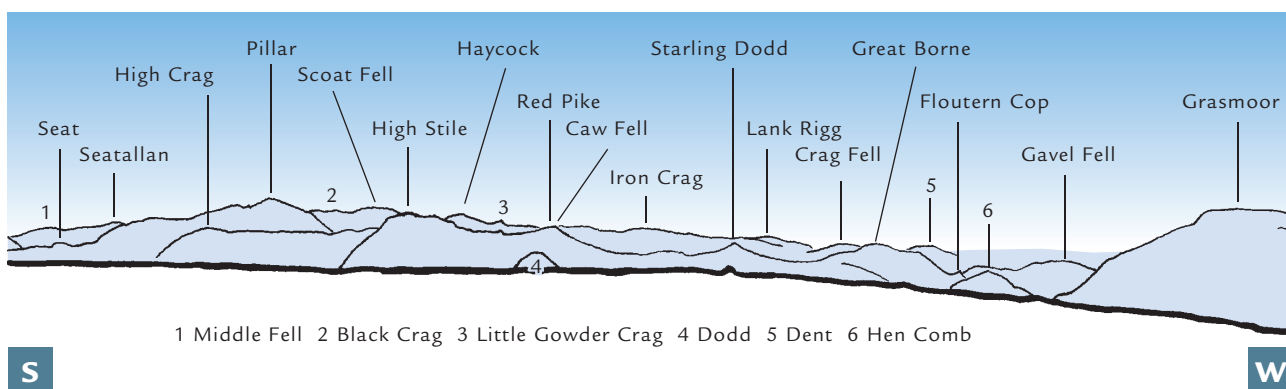 Pillar
Haycock
Starling Dodd
Great Borne
High Crag
Scoat Fell
Floutern Cop
Grasmoor
Red Pike
Seat
High Stile
Caw Fell
Lank Rigg
Seatallan
Crag Fell
Gavel Fell
Iron Crag
1
2
3
4
5
6
1 Middle Fell 2 Black Crag 3 Little Gowder Crag 4 Dodd 5 Dent 6 Hen Comb
S
W